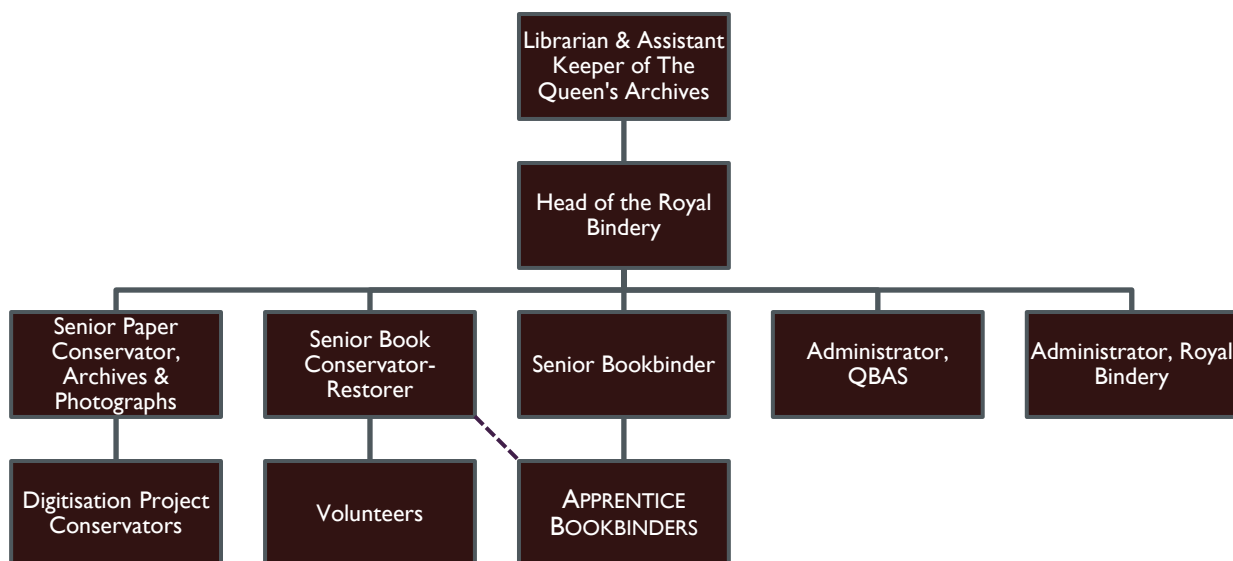 Librarian & Assistant
Keeper of The
Queen's Archives
Head of the Royal
Bindery
Senior Paper
Conservator,
Archives &
Photographs
Senior Book
Conservator-
Restorer
Senior Bookbinder
Administrator,
QBAS
Administrator, Royal
Bindery
Digitisation Project
Conservators
Volunteers
APPRENTICE
BOOKBINDERS